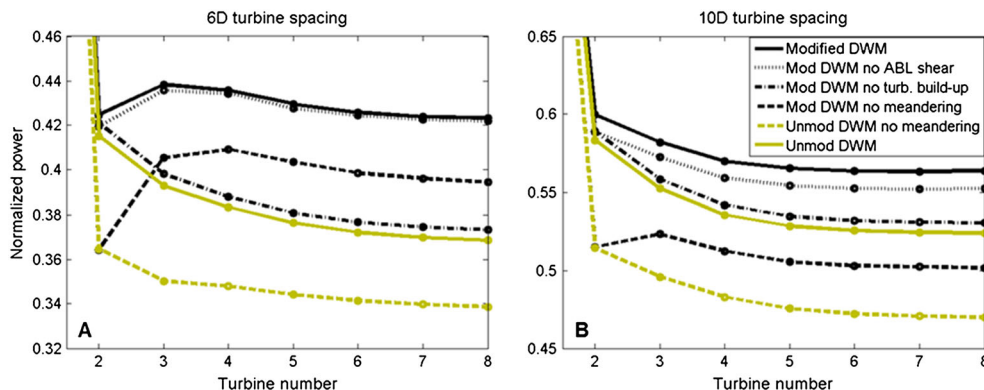 6D turbine spacing
Normalized power
0.46
0.44
0.42
0.4
0.38
0.36
0.34
0.32
A
2 3 4 5 6 7 8
Turbine number
10D turbine spacing
0.65
0.6
0.55
0.5
0.45
Modified DWM
Mod DWM no ABL shear
Mod DWM no turb. build-up
Mod DWM no meandering
Unmod DWM no meandering
Unmod DWM
B
2 3 4 5 6 7 8
Turbine number